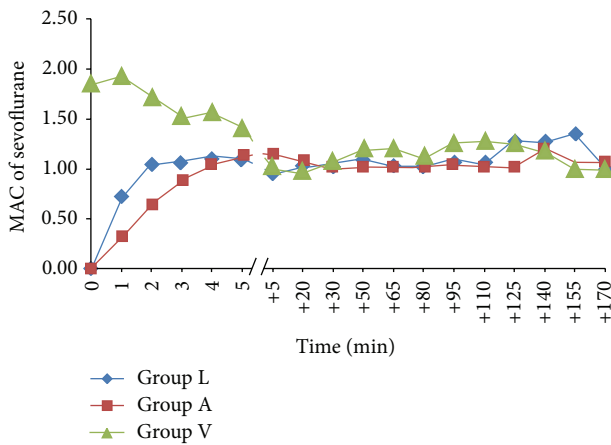 2.50
2.00
1.50
1.00
0.50
0.00
MAC of sevoflurane
0 1 2 3 4 5 +5 +20 +30 +50 +65 +80 +95 +110 +125 +140 +155 +170
Time (min)
Group L
Group A
Group V